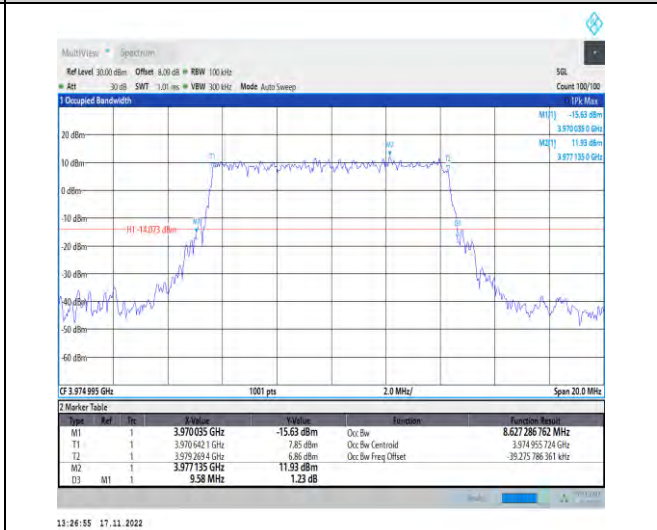 MultiView Spectrum
Ref Level 30.00 dBm Offset 8.09 dB RBW 100 kHz SGL
Att 30 dB SWT 1.01 ms VBW 300 kHz Mode Auto Sweep Count 100/100
1 Occupied Bandwidth 1Pk Max
M1[1] -15.63 dBm
3.970 035 0 GHz
M2[1] 11.93 dBm
3.977 135 0 GHz
20 dBm
M2
10 dBm
T1
T2
0 dBm
-10 dBm
M1
D3
H1 -14.073 dBm
-20 dBm
-30 dBm
-40 dBm
-50 dBm
-60 dBm
CF 3.974 995 GHz 1001 pts 2.0 MHz/ Span 20.0 MHz
2 Marker Table
Type Ref Trc X-Value Y-Value Function Function Result
M1 1 3.970 035 GHz -15.63 dBm Occ Bw 8.627 286 762 MHz
T1 1 3.970 642 1 GHz 7.85 dBm Occ Bw Centroid 3.974 955 724 GHz
T2 1 3.979 269 4 GHz 6.86 dBm Occ Bw Freq Offset -39.275 786 361 kHz
M2 1 3.977 135 GHz 11.93 dBm
D3 M1 1 9.58 MHz 1.23 dB
13:26:55 17.11.2022